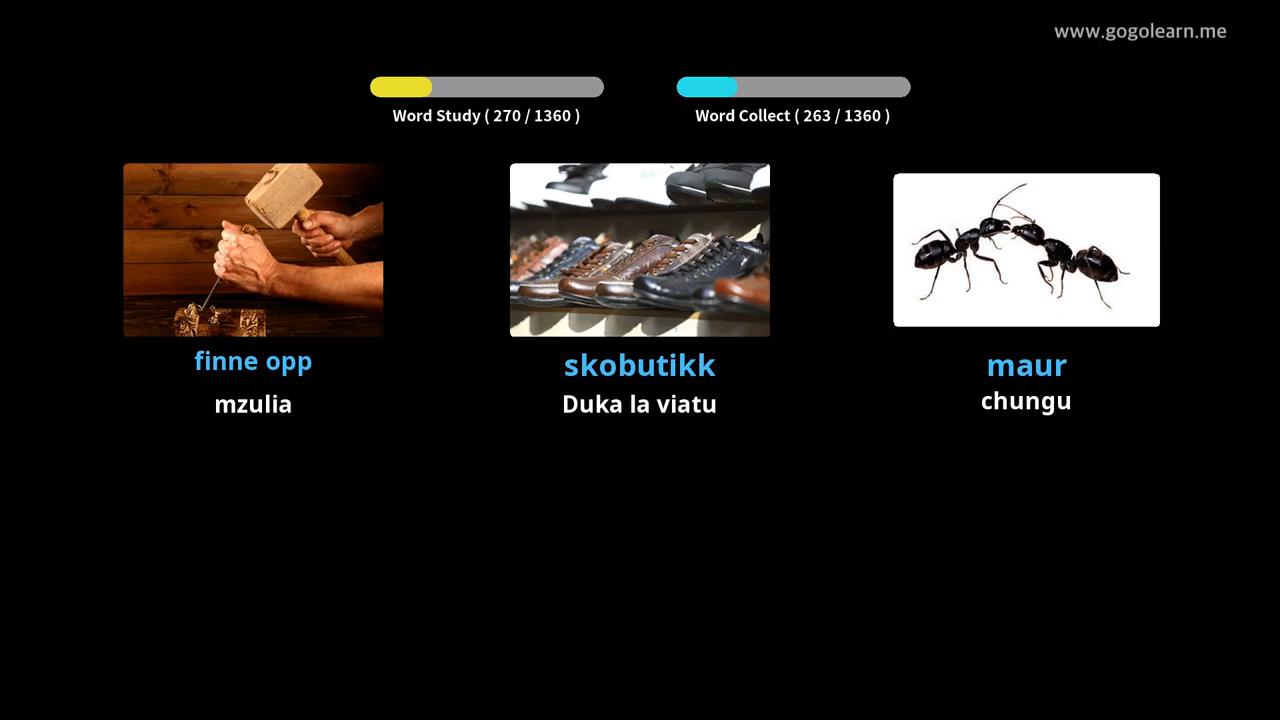 www.gogolearn.me
Word Study ( 270 / 1360 )
Word Collect ( 263 / 1360 )
finne opp
skobutikk
maur
mzulia
Duka la viatu
chungu